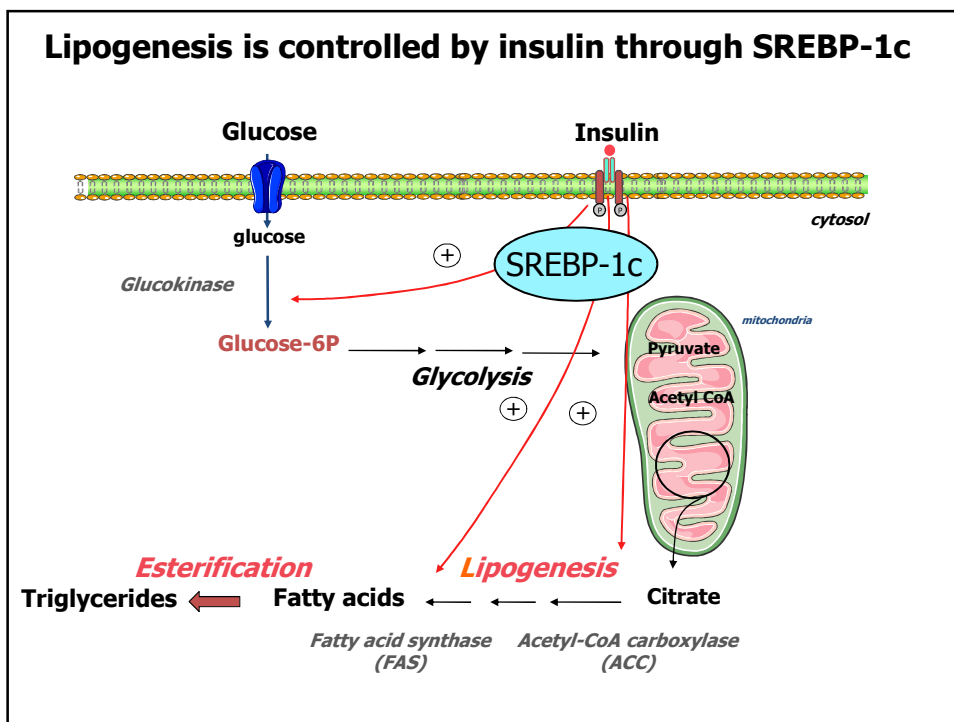 Lipogenesis is controlled by insulin through SREBP-1c
Glucose
Insulin
P
P
cytosol
glucose
+
SREBP-1c
Glucokinase
mitochondria
Glucose-6P
Pyruvate
Glycolysis
Acetyl CoA
+
+
Esterification
Lipogenesis
Triglycerides
Fatty acids
Citrate
Fatty acid synthase
(FAS)
Acetyl-CoA carboxylase
(ACC)